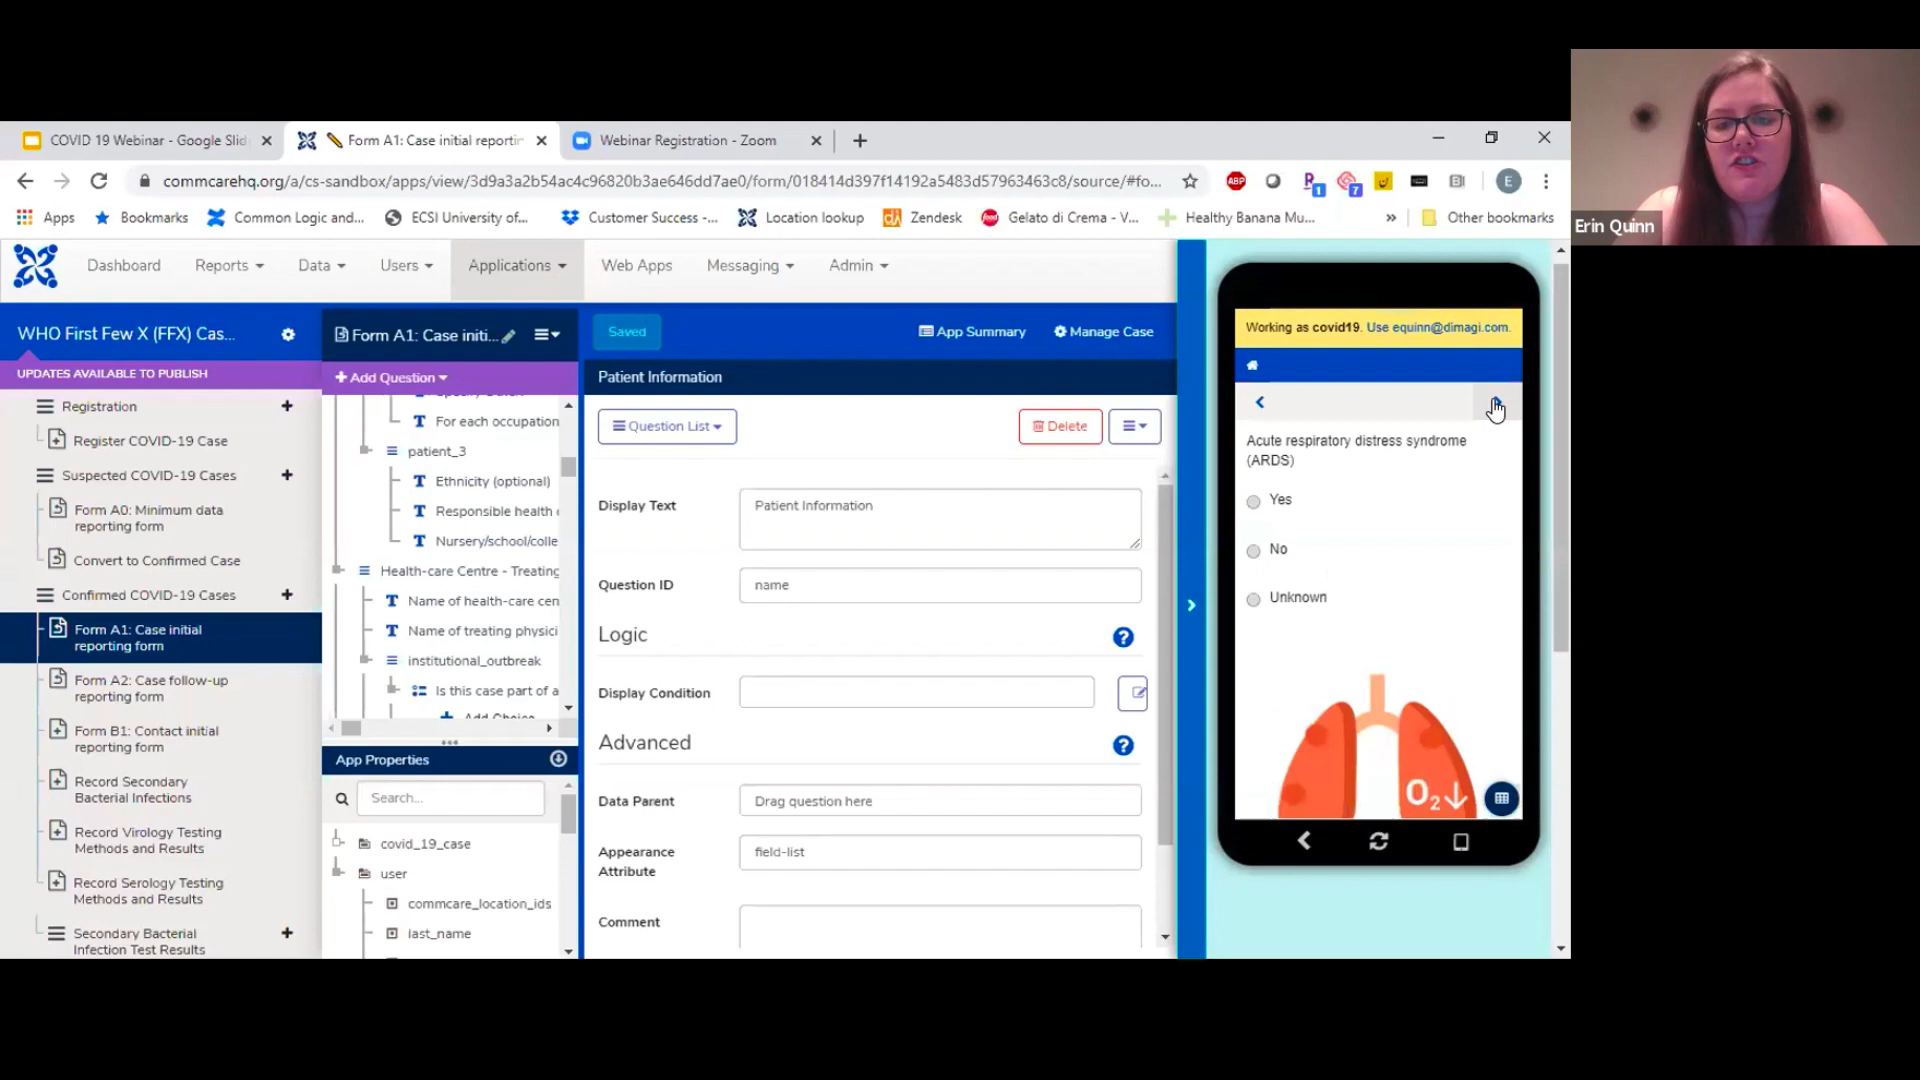 COVID 19 Webinar - Google Slid
Form A1: Case initial reportin
Webinar Registration - Zoom
commcarehq.org/a/cs-sandbox/apps/view/3d9a3a2b54ac4c96820b3ae646dd7ae0/form/018414d397f14192a5483d57963463c8/source/#fo...
ABP
1
7
E
Apps
Bookmarks
Common Logic and...
ECSI University of...
Customer Success -...
Location lookup
Zendesk
Gelato di Crema - V...
Healthy Banana Mu...
»
Other bookmarks
Erin Quinn
Dashboard
Reports
Data
Users
Applications
Web Apps
Messaging
Admin
WHO First Few X (FFX) Cas...
UPDATES AVAILABLE TO PUBLISH
Registration
Register COVID-19 Case
Suspected COVID-19 Cases
Form A0: Minimum data
reporting form
Convert to Confirmed Case
Confirmed COVID-19 Cases
Form A1: Case initial
reporting form
Form A2: Case follow-up
reporting form
Form B1: Contact initial
reporting form
Record Secondary
Bacterial Infections
Record Virology Testing
Methods and Results
Record Serology Testing
Methods and Results
Secondary Bacterial
Infection Test Results
Form A1: Case initi...
Add Question
For each occupation
patient_3
Ethnicity (optional)
Responsible health
Nursery/school/colle
Health-care Centre - Treating
Name of health-care cen
Name of treating physici
institutional_outbreak
Is this case part of a
Add Choice
App Properties
Search...
covid_19_case
user
commcare_location_ids
last_name
Saved
App Summary
Manage Case
Patient Information
Question List
Delete
Display Text
Patient Information
Question ID
name
Logic
Display Condition
Advanced
Data Parent
Drag question here
Appearance
Attribute
field-list
Comment
Working as covid19. Use equinn@dimagi.com.
Acute respiratory distress syndrome
(ARDS)
Yes
No
Unknown
O₂↓